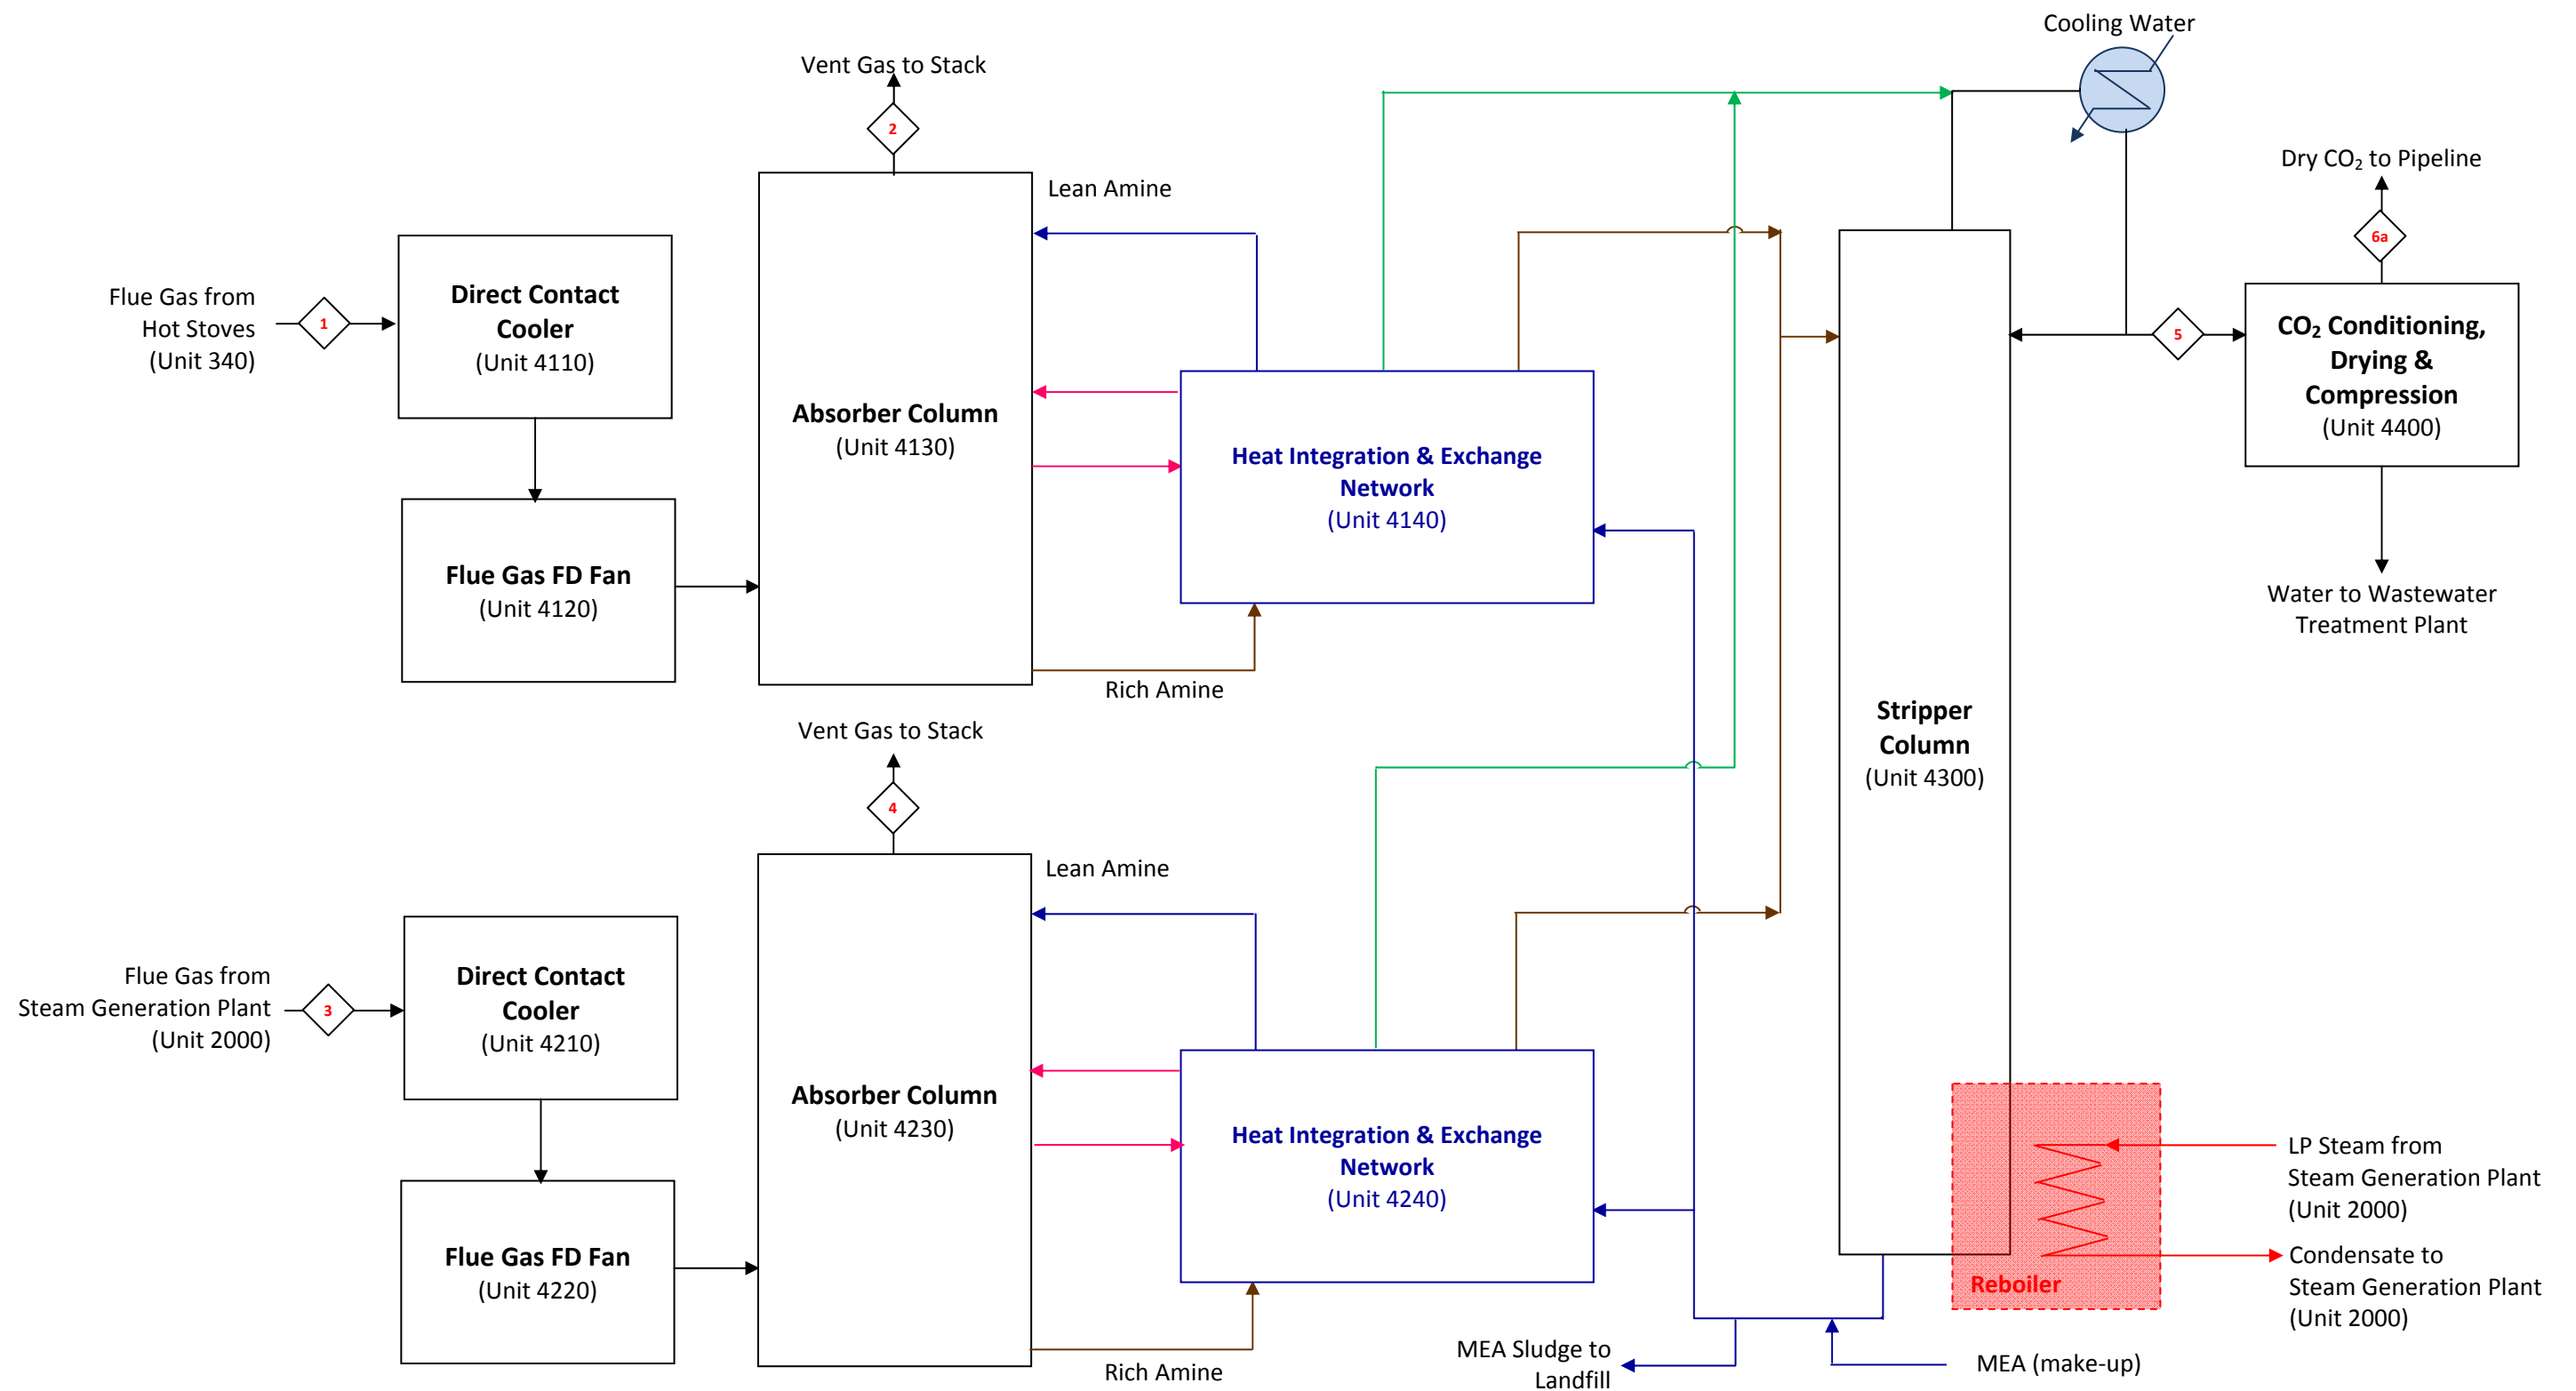 Cooling Water
Vent Gas to Stack
2
Lean Amine
Dry CO₂ to Pipeline
6a
Flue Gas from
Hot Stoves
(Unit 340)
1
Direct Contact
Cooler
(Unit 4110)
Absorber Column
(Unit 4130)
5
CO₂ Conditioning,
Drying &
Compression
(Unit 4400)
Heat Integration & Exchange
Network
(Unit 4140)
Flue Gas FD Fan
(Unit 4120)
Water to Wastewater
Treatment Plant
Rich Amine
Stripper
Column
(Unit 4300)
Vent Gas to Stack
4
Lean Amine
Flue Gas from
Steam Generation Plant
(Unit 2000)
3
Direct Contact
Cooler
(Unit 4210)
Absorber Column
(Unit 4230)
Heat Integration & Exchange
Network
(Unit 4240)
LP Steam from
Steam Generation Plant
(Unit 2000)
Flue Gas FD Fan
(Unit 4220)
Reboiler
Condensate to
Steam Generation Plant
(Unit 2000)
Rich Amine
MEA Sludge to
Landfill
MEA (make-up)